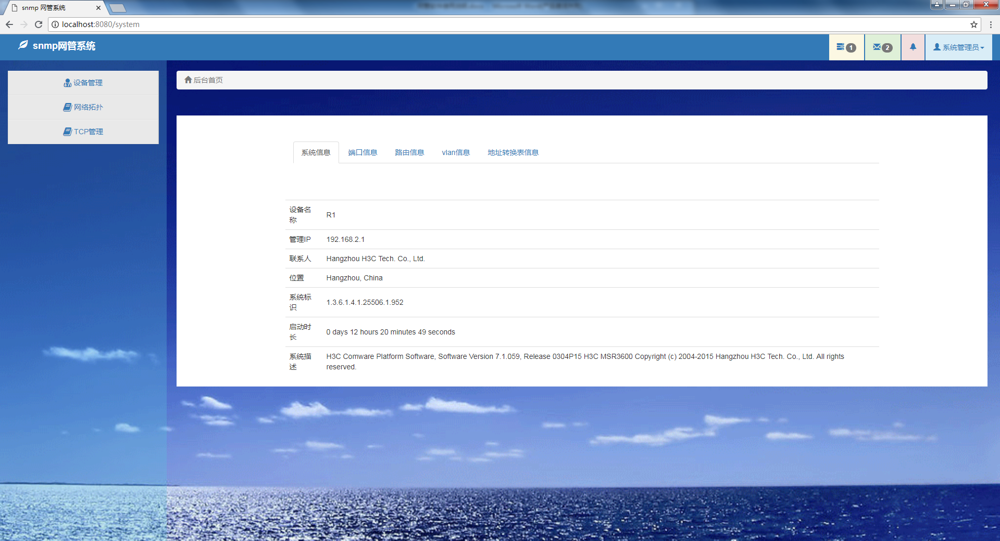 snmp 网管系统
localhost:8080/system
snmp网管系统
1
2
系统管理员
设备管理
网络拓扑
TCP管理
后台首页
系统信息 端口信息 路由信息 vlan信息 地址转换表信息
设备名
称
R1
管理IP 192.168.2.1
联系人 Hangzhou H3C Tech. Co., Ltd.
位置 Hangzhou, China
系统标
识
1.3.6.1.4.1.25506.1.952
启动时
长
0 days 12 hours 20 minutes 49 seconds
系统描
述
H3C Comware Platform Software, Software Version 7.1.059, Release 0304P15 H3C MSR3600 Copyright (c) 2004-2015 Hangzhou H3C Tech. Co., Ltd. All rights
reserved.